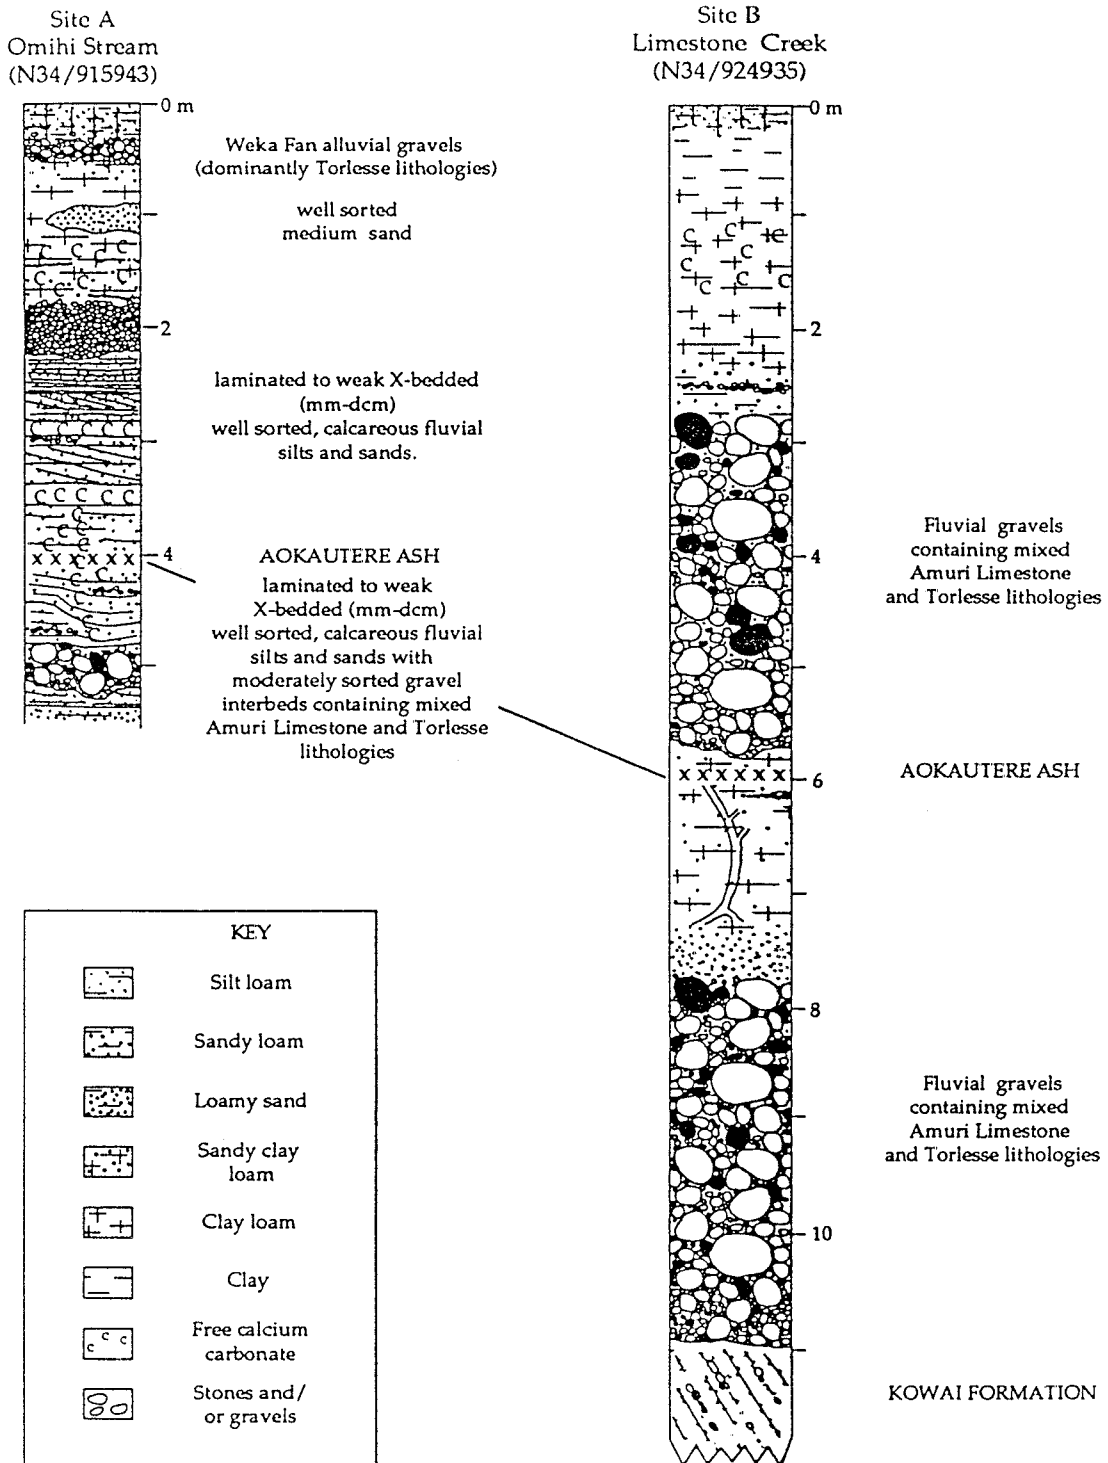 Site A
Omihi Stream
(N34/915943)
0 m
Weka Fan alluvial gravels
(dominantly Torlesse lithologies)
well sorted
medium sand
2
laminated to weak X-bedded
(mm-dcm)
well sorted, calcareous fluvial
silts and sands.
4
AOKAUTERE ASH
laminated to weak
X-bedded (mm-dcm)
well sorted, calcareous fluvial
silts and sands with
moderately sorted gravel
interbeds containing mixed
Amuri Limestone and Torlesse
lithologies
Site B
Limestone Creek
(N34/924935)
0 m
2
4
Fluvial gravels
containing mixed
Amuri Limestone
and Torlesse lithologies
6
AOKAUTERE ASH
8
Fluvial gravels
containing mixed
Amuri Limestone
and Torlesse lithologies
10
KOWAI FORMATION
KEY
Silt loam
Sandy loam
Loamy sand
Sandy clay
loam
Clay loam
Clay
Free calcium
carbonate
Stones and/
or gravels